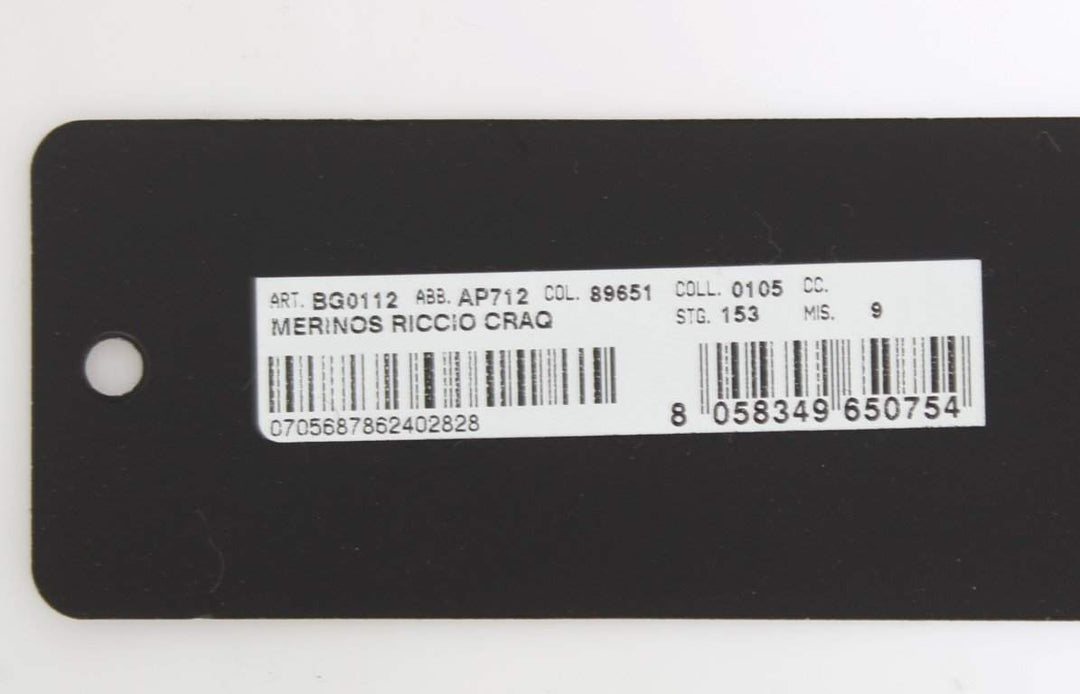 ART. BG0112 ABB. AP712 COL. 89651 COLL. 0105 CC.
MERINOS RICCIO CRAQ STG. 153 MIS. 9
0705687862402828
8 058349 650754